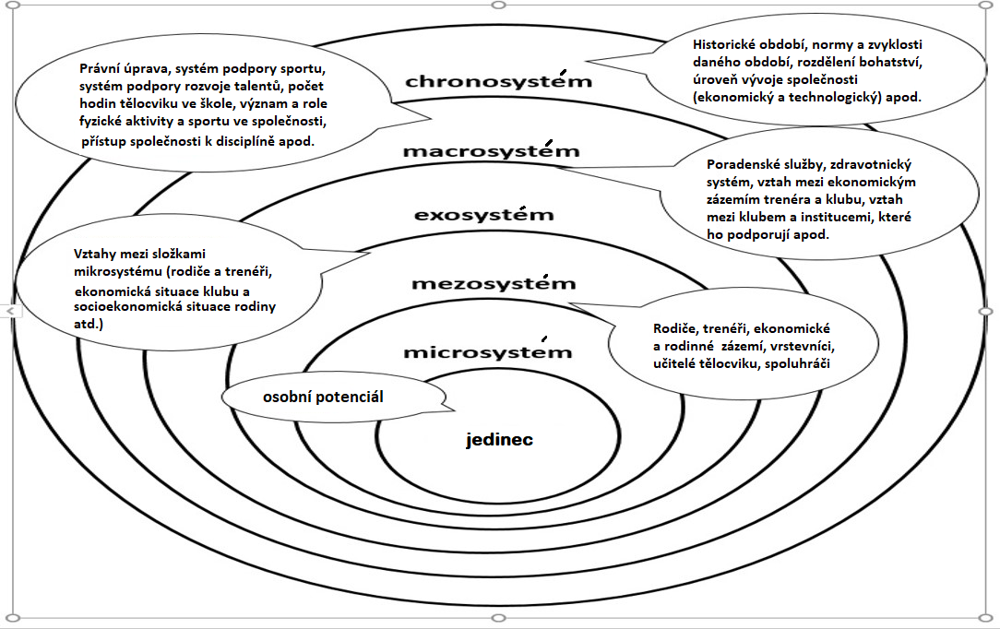 Historické období, normy a zvyklosti
daného období, rozdělení bohatství,
úroveň vývoje společnosti
(ekonomický a technologický) apod.
Právní úprava, systém podpory sportu,
systém podpory rozvoje talentů, počet
hodin tělocviku ve škole, význam a role
fyzické aktivity a sportu ve společnosti,
přístup společnosti k disciplíně apod.
chronosystém
macrosystém
Poradenské služby, zdravotnický
systém, vztah mezi ekonomickým
zázemím trenéra a klubu, vztah
mezi klubem a institucemi, které
ho podporují apod.
exosystém
Vztahy mezi složkami
mikrosystému (rodiče a trenéři,
ekonomická situace klubu a
socioekonomická situace rodiny
atd.)
mezosystém
Rodiče, trenéři, ekonomické
a rodinné zázemí, vrstevníci,
učitelé tělocviku, spoluhráči
microsystém
osobní potenciál
jedinec